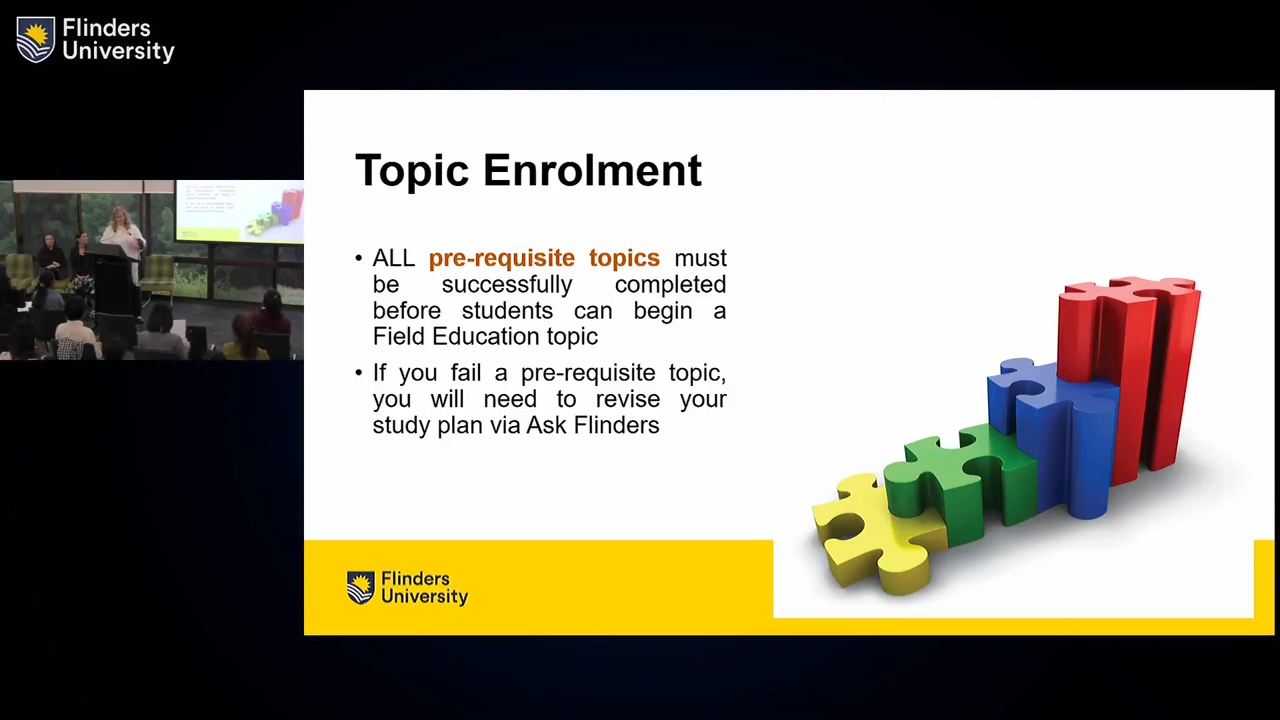 Flinders
University
Topic Enrolment
• ALL pre-requisite topics must
be successfully completed
before students can begin a
Field Education topic
• If you fail a pre-requisite topic,
you will need to revise your
study plan via Ask Flinders
Flinders
University